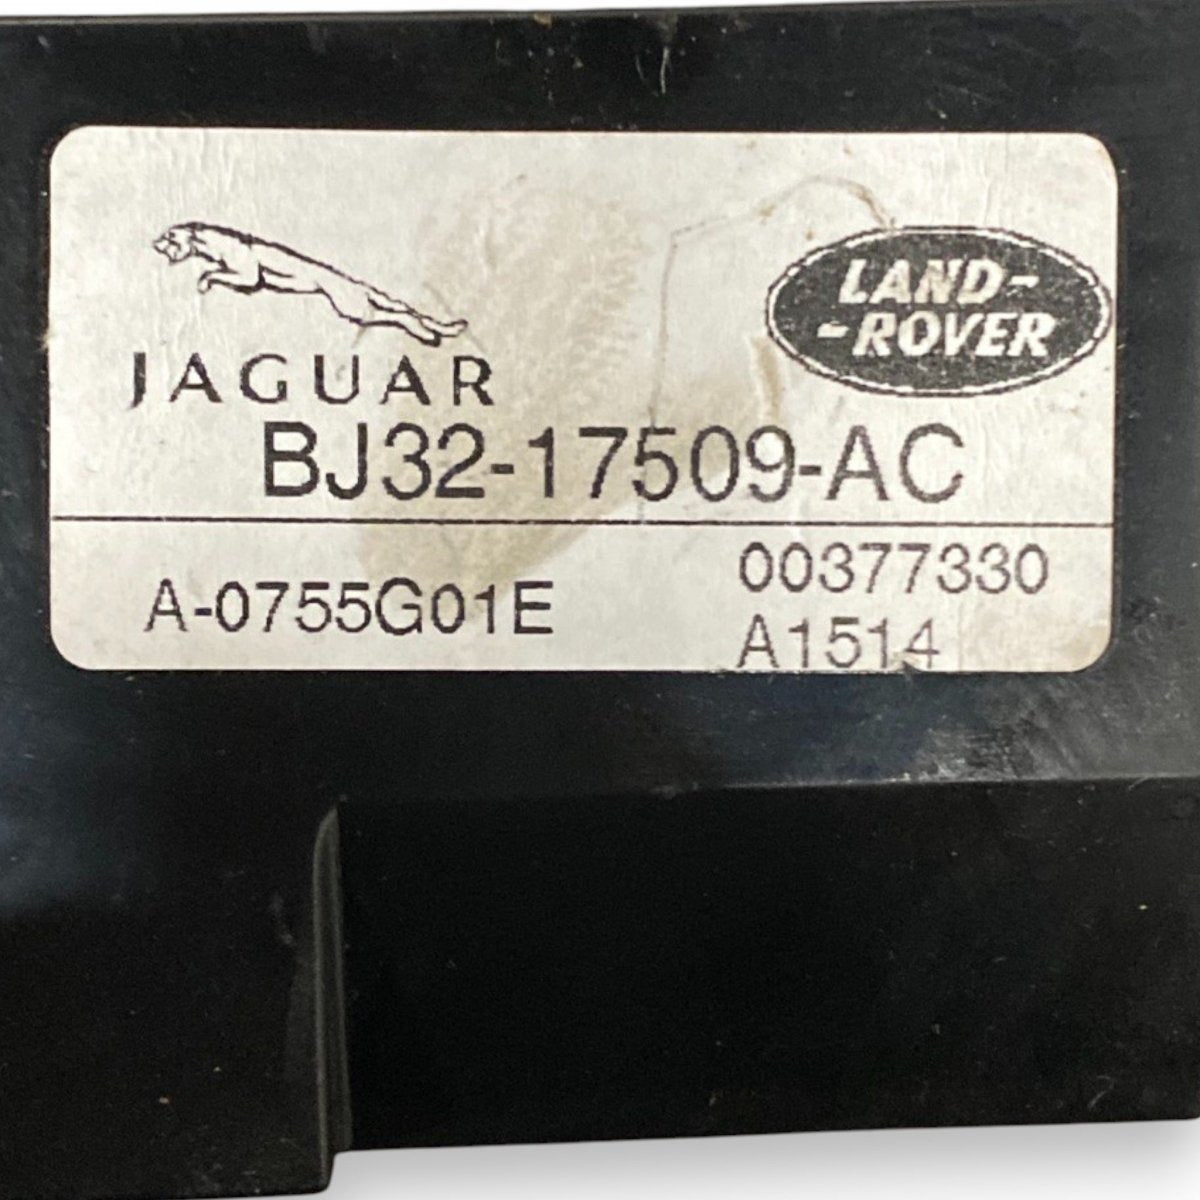 JAGUAR
LAND-
-ROVER
BJ32-17509-AC
A-0755G01E
00377330
A1514